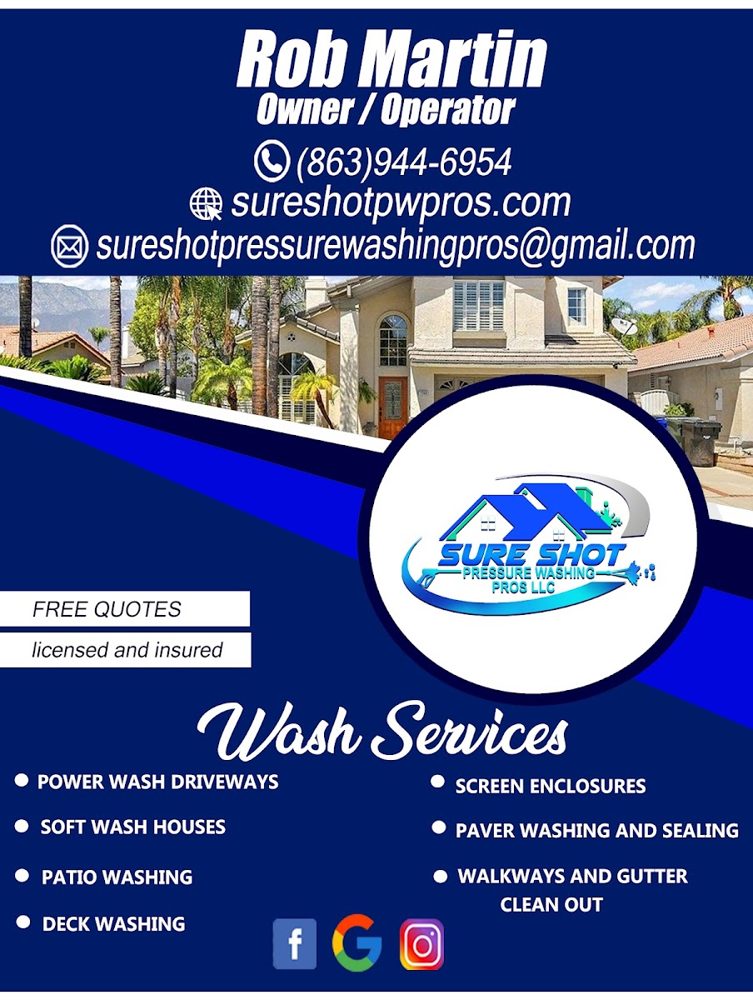 Rob Martin
Owner / Operator
(863)944-6954
sureshotpwpros.com
sureshotpressurewashingpros@gmail.com
SURE SHOT
PRESSURE WASHING
PROS LLC
FREE QUOTES
licensed and insured
Wash Services
POWER WASH DRIVEWAYS
SOFT WASH HOUSES
PATIO WASHING
DECK WASHING
SCREEN ENCLOSURES
PAVER WASHING AND SEALING
WALKWAYS AND GUTTER
CLEAN OUT